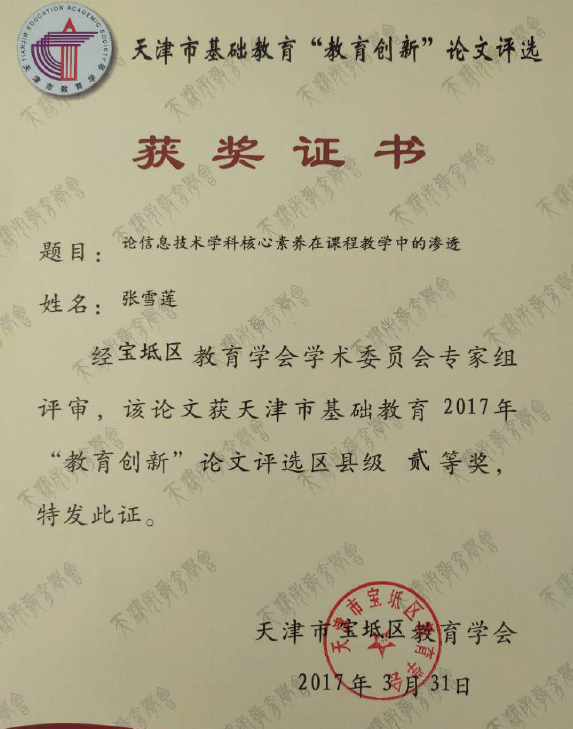 TIANJIN EDUCATION ACADEMIC SOCIETY
天津市教育学会
天津市基础教育“教育创新”论文评选
获奖证书
题目：论信息技术学科核心素养在课程教学中的渗透
姓名：张雪莲
经宝坻区教育学会学术委员会专家组
评审，该论文获天津市基础教育2017年
“教育创新”论文评选区县级 贰等奖，
特发此证。
天津市宝坻区教育学会
天津市宝坻区教育学会
2017年3月31日